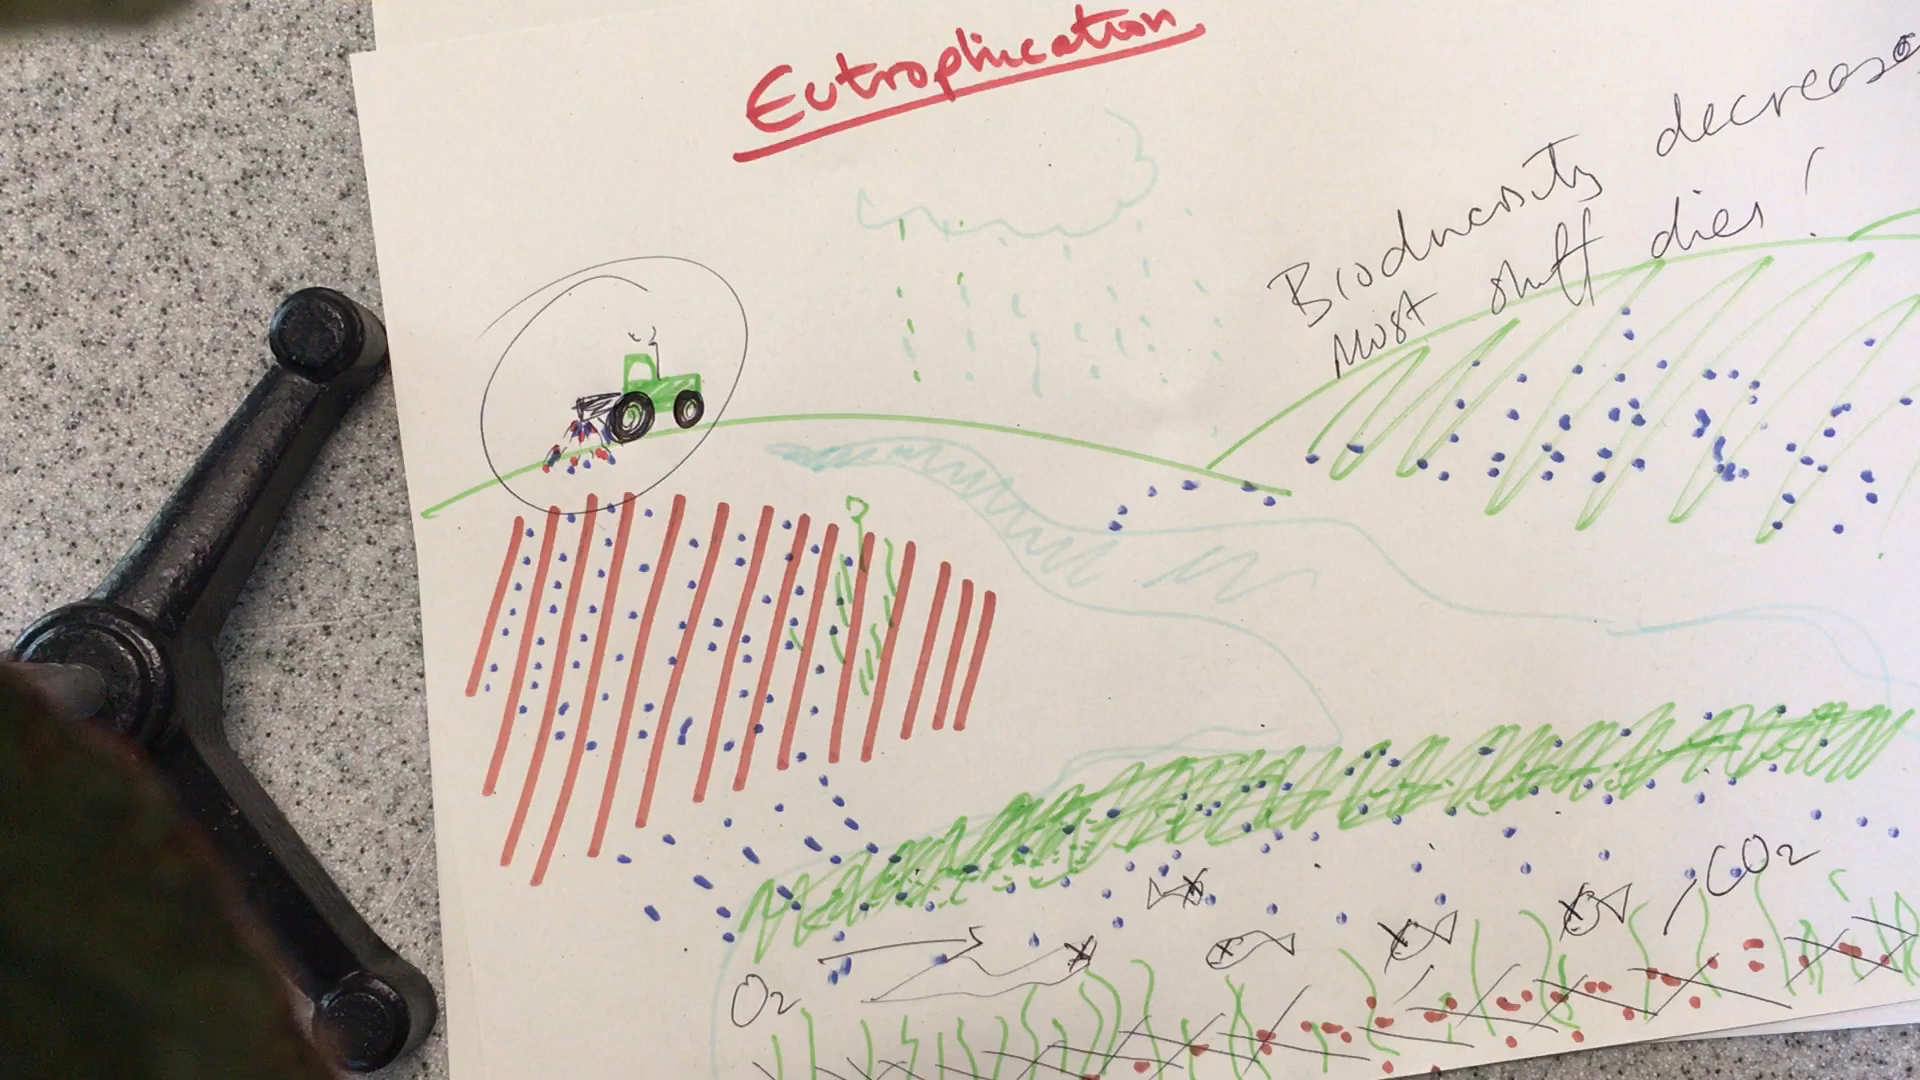 Eutrophication
Biodiversity decreases
Most stuff dies!
CO2
O2